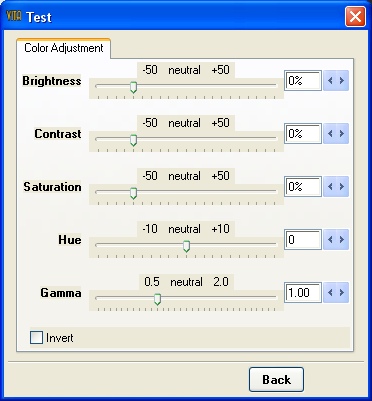 VITA Test
Color Adjustment
-50 neutral +50
Brightness 0%
-50 neutral +50
Contrast 0%
-50 neutral +50
Saturation 0%
-10 neutral +10
Hue 0
0.5 neutral 2.0
Gamma 1.00
Invert
Back